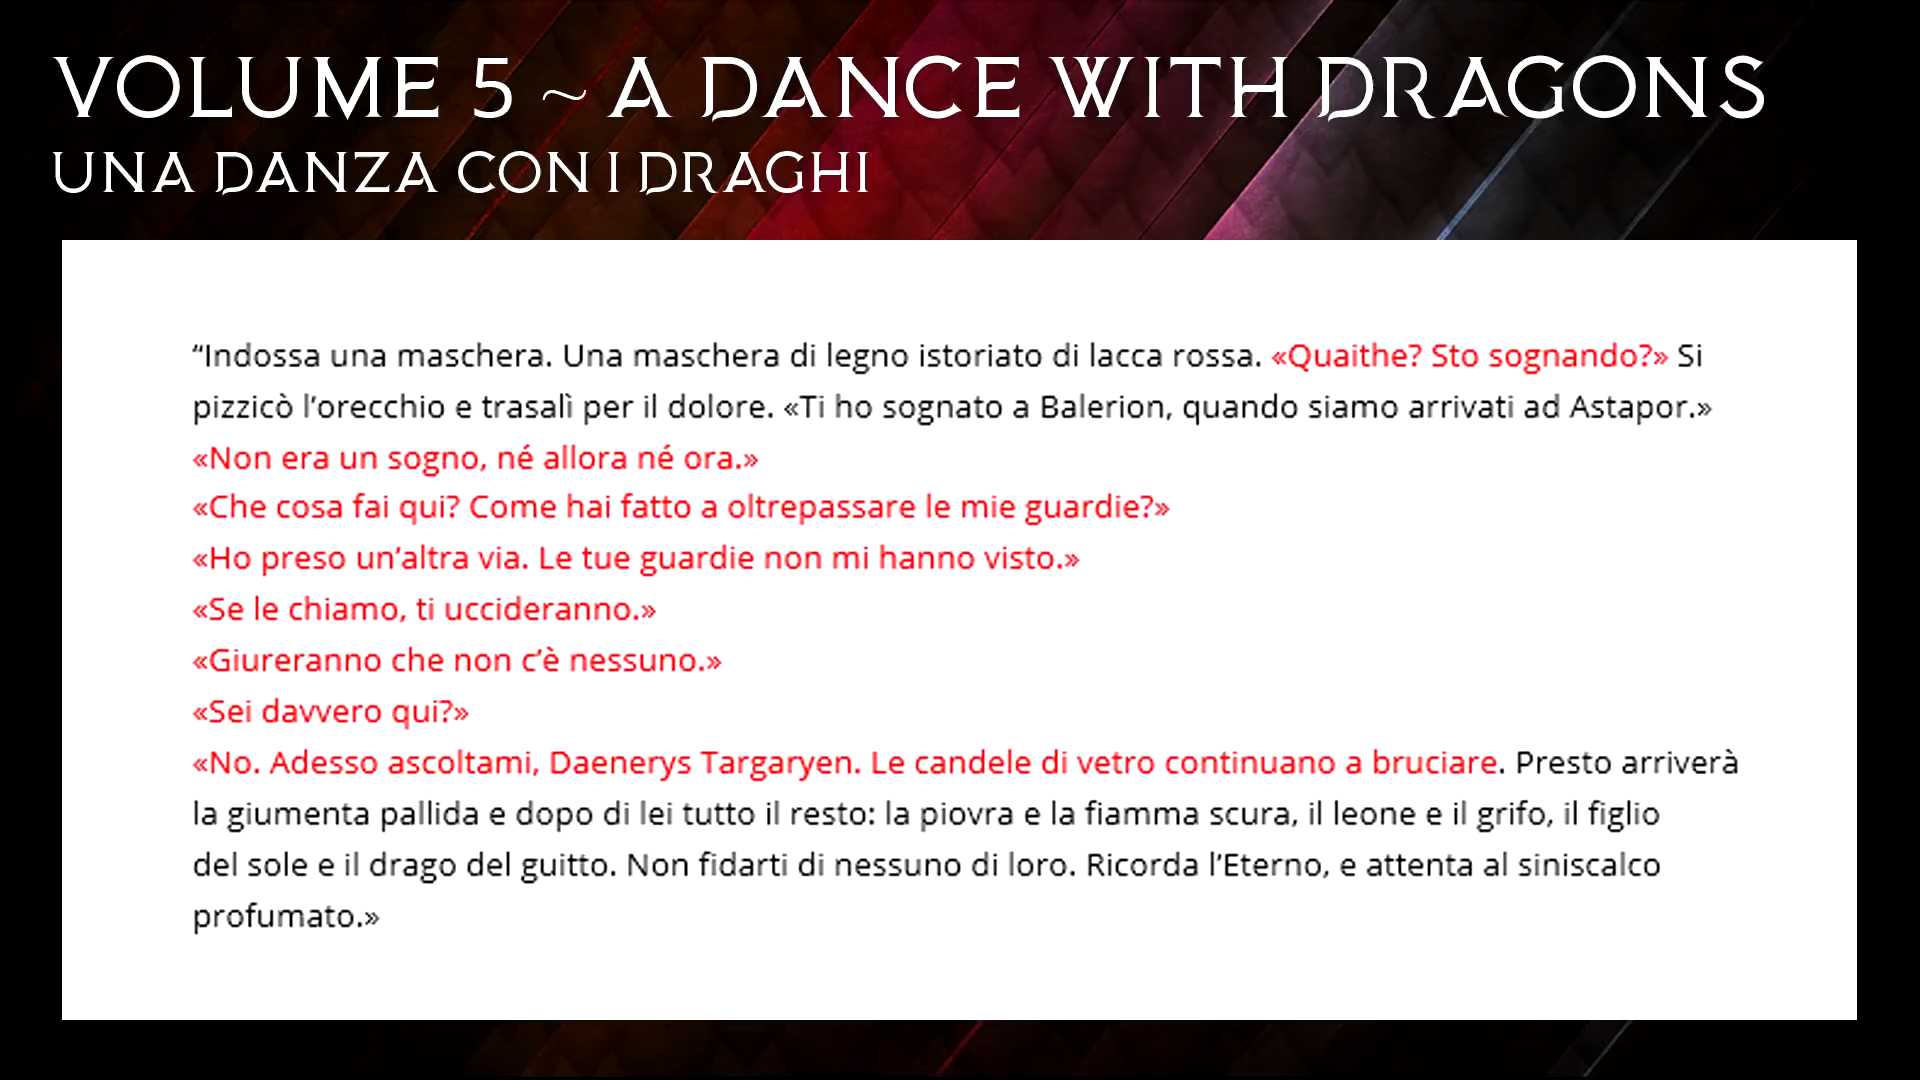 VOLUME 5 ~ A DANCE WITH DRAGONS
UNA DANZA CON I DRAGHI
“Indossa una maschera. Una maschera di legno istoriato di lacca rossa. «Quaithe? Sto sognando?» Si
pizzicò l’orecchio e trasalì per il dolore. «Ti ho sognato a Balerion, quando siamo arrivati ad Astapor.»
«Non era un sogno, né allora né ora.»
«Che cosa fai qui? Come hai fatto a oltrepassare le mie guardie?»
«Ho preso un’altra via. Le tue guardie non mi hanno visto.»
«Se le chiamo, ti uccideranno.»
«Giureranno che non c’è nessuno.»
«Sei davvero qui?»
«No. Adesso ascoltami, Daenerys Targaryen. Le candele di vetro continuano a bruciare. Presto arriverà
la giumenta pallida e dopo di lei tutto il resto: la piovra e la fiamma scura, il leone e il grifo, il figlio
del sole e il drago del guitto. Non fidarti di nessuno di loro. Ricorda l’Eterno, e attenta al siniscalco
profumato.»